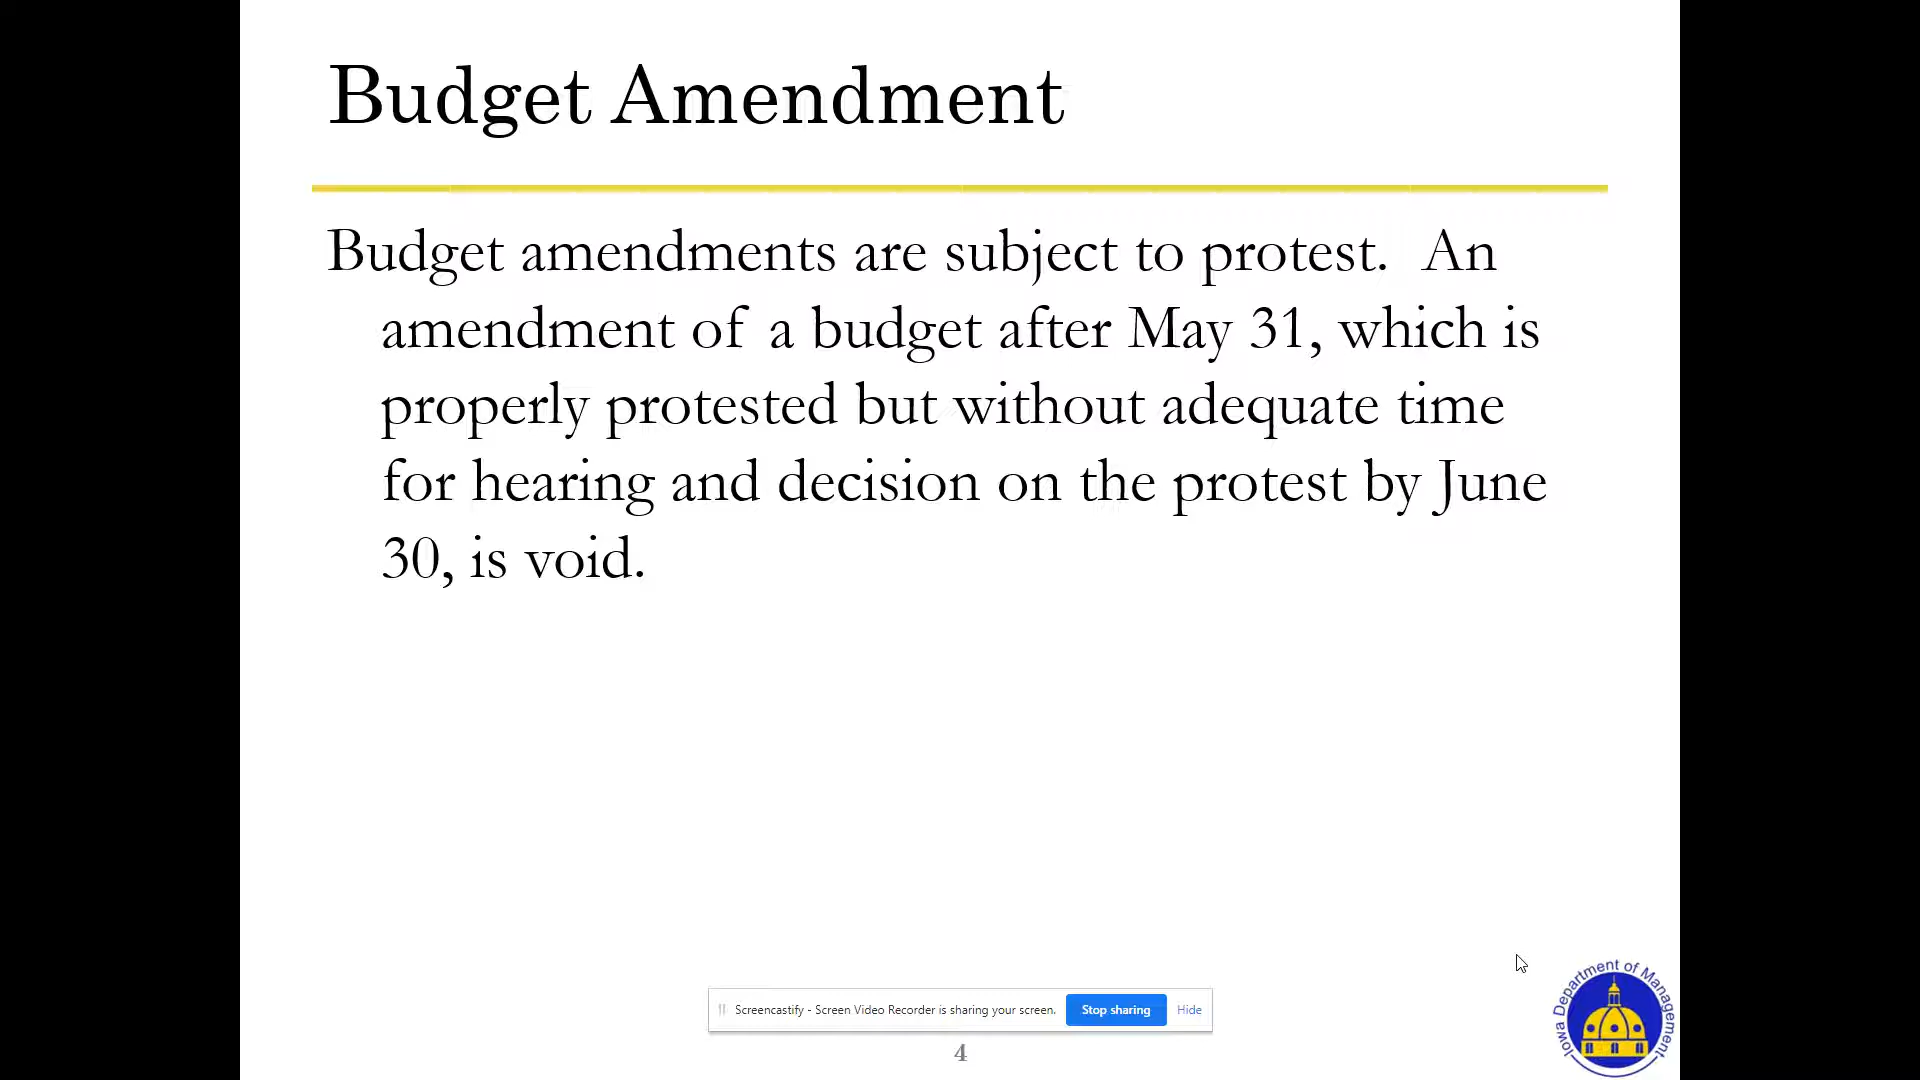 Budget Amendment
Budget amendments are subject to protest.  An
amendment of a budget after May 31, which is
properly protested but without adequate time
for hearing and decision on the protest by June
30, is void.
Screencastify - Screen Video Recorder is sharing your screen. Stop sharing Hide
4
Iowa Department of Management